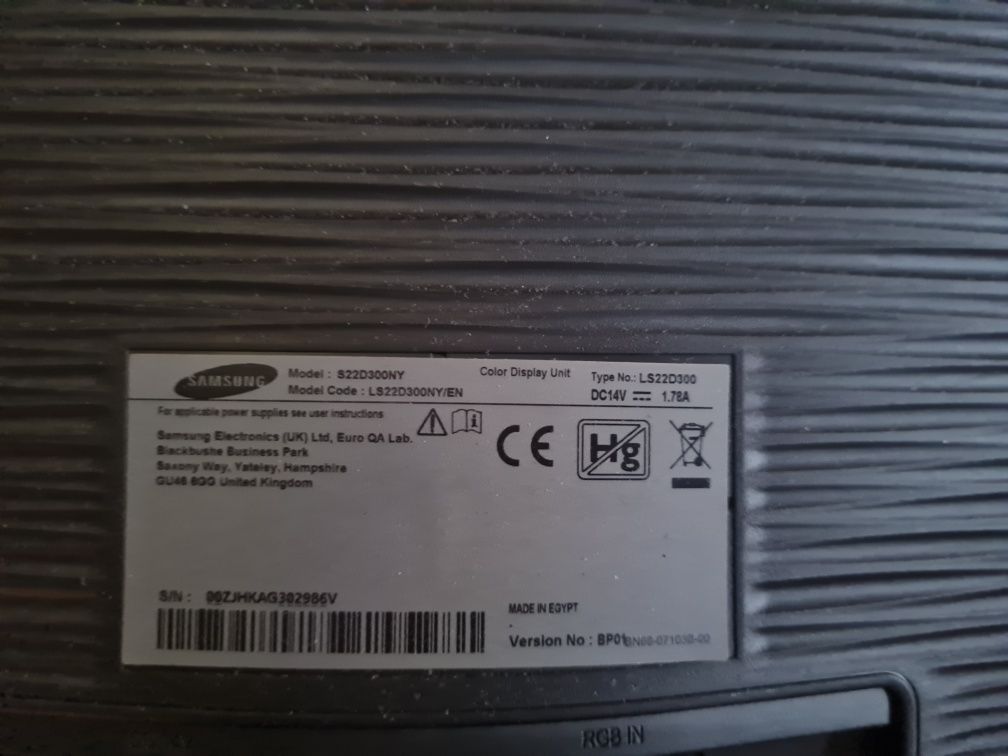 SAMSUNG
Model : S22D300NY
Model Code : LS22D300NY/EN
Color Display Unit
Type No.: LS22D300
DC14V 1.78A
For applicable power supplies see user instructions
Samsung Electronics (UK) Ltd, Euro QA Lab.
Blackbushe Business Park
Saxony Way, Yateley, Hampshire
GU46 6GG United Kingdom
CE
Hg
S/N : 00ZJHKAG302986V
MADE IN EGYPT
Version No : BP01
RGB IN